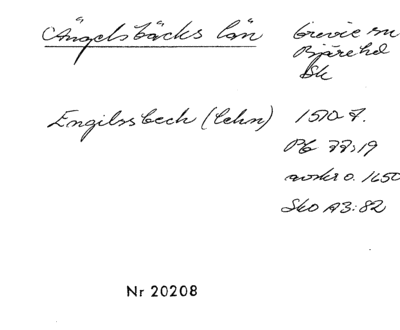 Ängelsbäcks län Grevie sn
Bjäre hd
Sk
Engilssbech (lehn) 1510 f.
PG 77:19
avskr o. 1650
Sko A3:82
Nr 20208